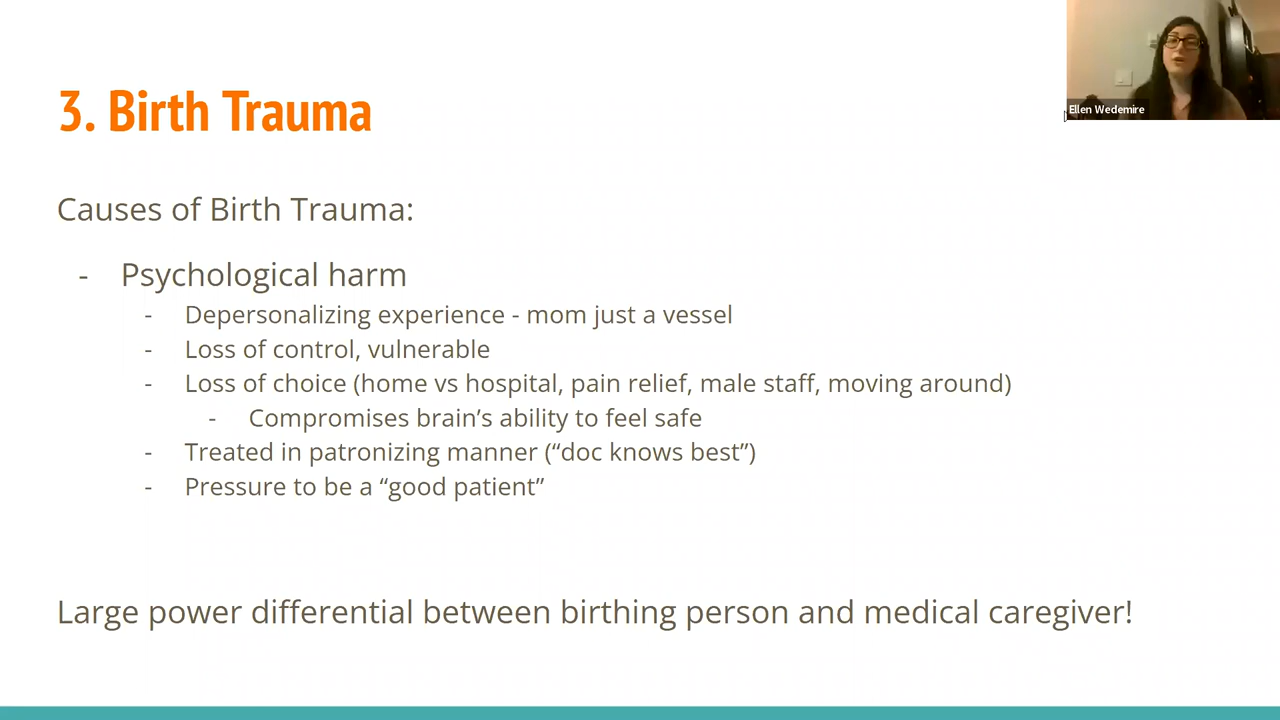 Ellen Wedemire
3. Birth Trauma
Causes of Birth Trauma:
- Psychological harm
- Depersonalizing experience - mom just a vessel
- Loss of control, vulnerable
- Loss of choice (home vs hospital, pain relief, male staff, moving around)
- Compromises brain’s ability to feel safe
- Treated in patronizing manner (“doc knows best”)
- Pressure to be a “good patient”
Large power differential between birthing person and medical caregiver!